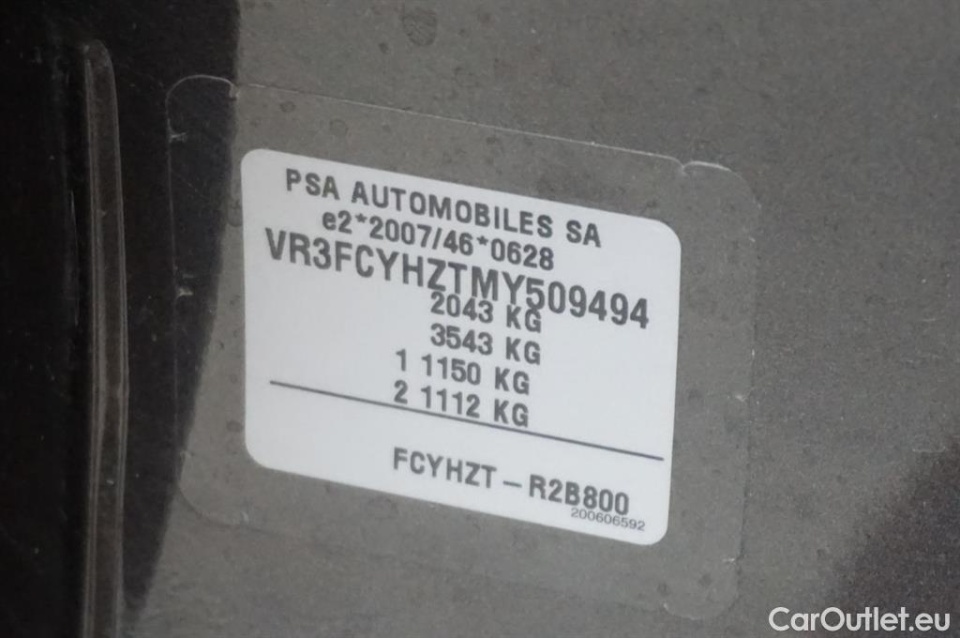 PSA AUTOMOBILES SA
e2*2007/46*0628
VR3FCYHZTMY509494
2043 KG
3543 KG
1 1150 KG
2 1112 KG
FCYHZT – R2B800
200606592
CarOutlet.eu